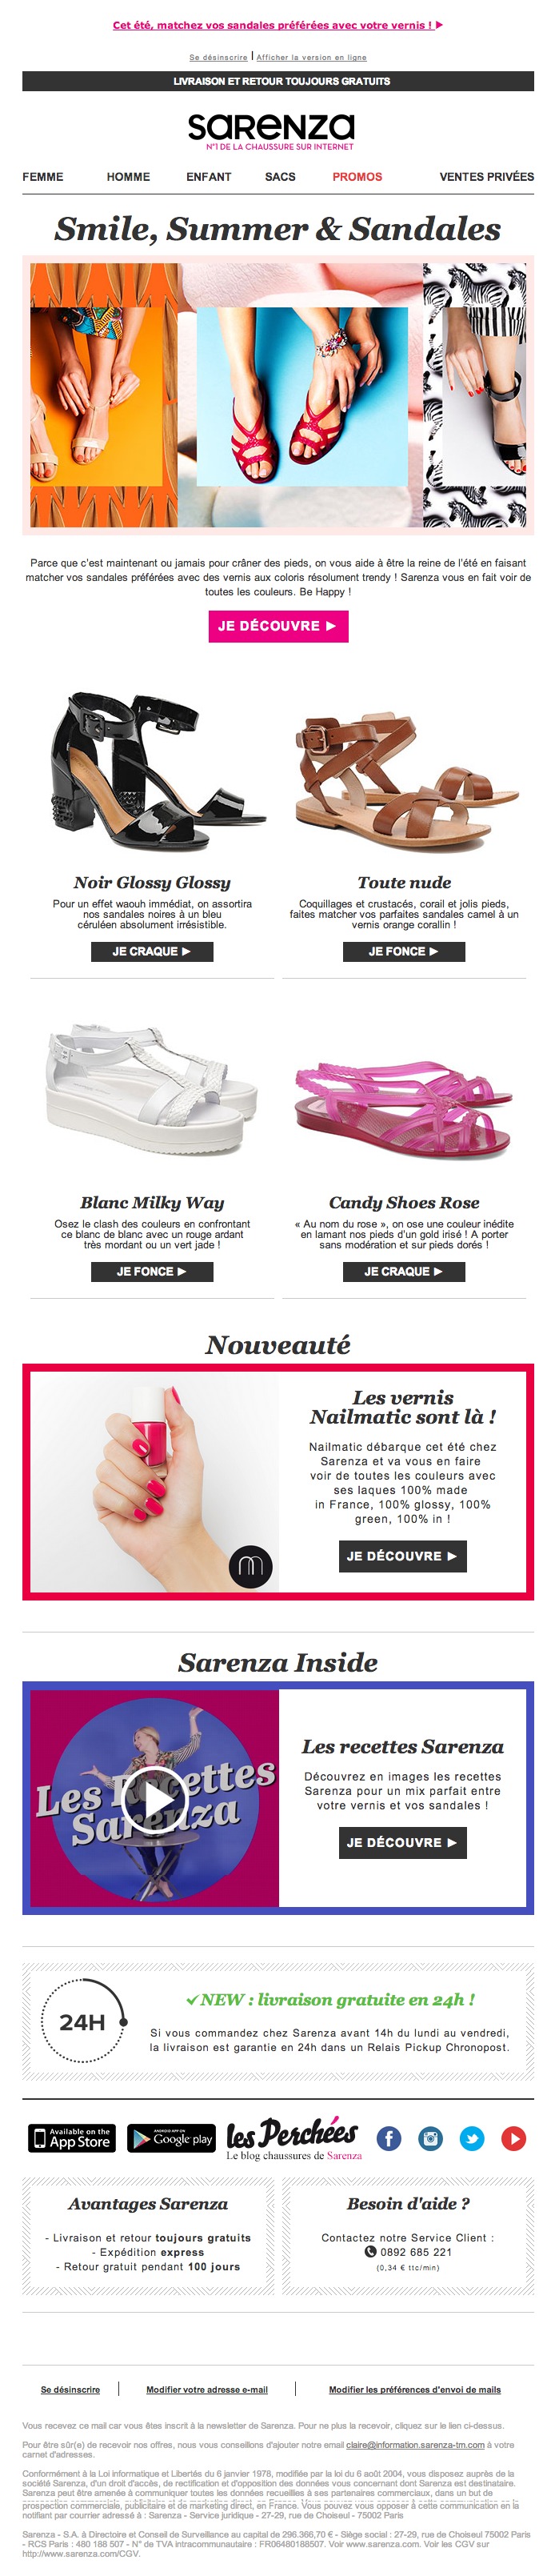 Cet été, matchez vos sandales préférées avec votre vernis ! ►
Se désinscrire | Afficher la version en ligne
LIVRAISON ET RETOUR TOUJOURS GRATUITS
sarenza
N°1 DE LA CHAUSSURE SUR INTERNET
FEMME HOMME ENFANT SACS PROMOS VENTES PRIVÉES
Smile, Summer & Sandales
Parce que c'est maintenant ou jamais pour crâner des pieds, on vous aide à être la reine de l'été en faisant
matcher vos sandales préférées avec des vernis aux coloris résolument trendy ! Sarenza vous en fait voir de
toutes les couleurs. Be Happy !
JE DÉCOUVRE ►
Noir Glossy Glossy
Pour un effet waouh immédiat, on assortira
nos sandales noires à un bleu
céruléen absolument irrésistible.
JE CRAQUE ►
Toute nude
Coquillages et crustacés, corail et jolis pieds,
faites matcher vos parfaites sandales camel à un
vernis orange corallin !
JE FONCE ►
Blanc Milky Way
Osez le clash des couleurs en confrontant
ce blanc de blanc avec un rouge ardant
très mordant ou un vert jade !
JE FONCE ►
Candy Shoes Rose
« Au nom du rose », on ose une couleur inédite
en lamant nos pieds d'un gold irisé ! A porter
sans modération et sur pieds dorés !
JE CRAQUE ►
Nouveauté
Les vernis
Nailmatic sont là !
Nailmatic débarque cet été chez
Sarenza et va vous en faire
voir de toutes les couleurs avec
ses laques 100% made
in France, 100% glossy, 100%
green, 100% in !
JE DÉCOUVRE ►
Sarenza Inside
Les Recettes
Sarenza
Les recettes Sarenza
Découvrez en images les recettes
Sarenza pour un mix parfait entre
votre vernis et vos sandales !
JE DÉCOUVRE ►
24H
✓NEW : livraison gratuite en 24h !
Si vous commandez chez Sarenza avant 14h du lundi au vendredi,
la livraison est garantie en 24h dans un Relais Pickup Chronopost.
Available on the
App Store
ANDROID APP ON
Google play
les Perchées
Le blog chaussures de Sarenza
Avantages Sarenza
- Livraison et retour toujours gratuits
- Expédition express
- Retour gratuit pendant 100 jours
Besoin d'aide ?
Contactez notre Service Client :
0892 685 221
(0,34 € ttc/min)
Se désinscrire | Modifier votre adresse e-mail | Modifier les préférences d'envoi de mails
Vous recevez ce mail car vous êtes inscrit à la newsletter de Sarenza. Pour ne plus la recevoir, cliquez sur le lien ci-dessus.
Pour être sûr(e) de recevoir nos offres, nous vous conseillons d'ajouter notre email claire@information.sarenza-tm.com à votre
carnet d'adresses.
Conformément à la Loi Informatique et Libertés du 6 janvier 1978, modifiée par la loi du 6 août 2004, vous disposez auprès de la
société Sarenza, d'un droit d'accès, de rectification et d'opposition des données vous concernant dont Sarenza est destinataire.
Sarenza peut être amenée à communiquer toutes les données recueillies à ses partenaires commerciaux, dans un but de
prospection commerciale, publicitaire et de marketing direct, en France. Vous pouvez vous opposer à cette communication en la
notifiant par courrier adressé à : Sarenza - Service juridique - 27-29, rue de Choiseul - 75002 Paris
Sarenza - S.A. à Directoire et Conseil de Surveillance au capital de 296.366,70 € - Siège social : 27-29, rue de Choiseul 75002 Paris
- RCS Paris : 480 188 507 - N° de TVA intracommunautaire : FR06480188507. Voir www.sarenza.com. Voir les CGV sur
http://www.sarenza.com/CGV.